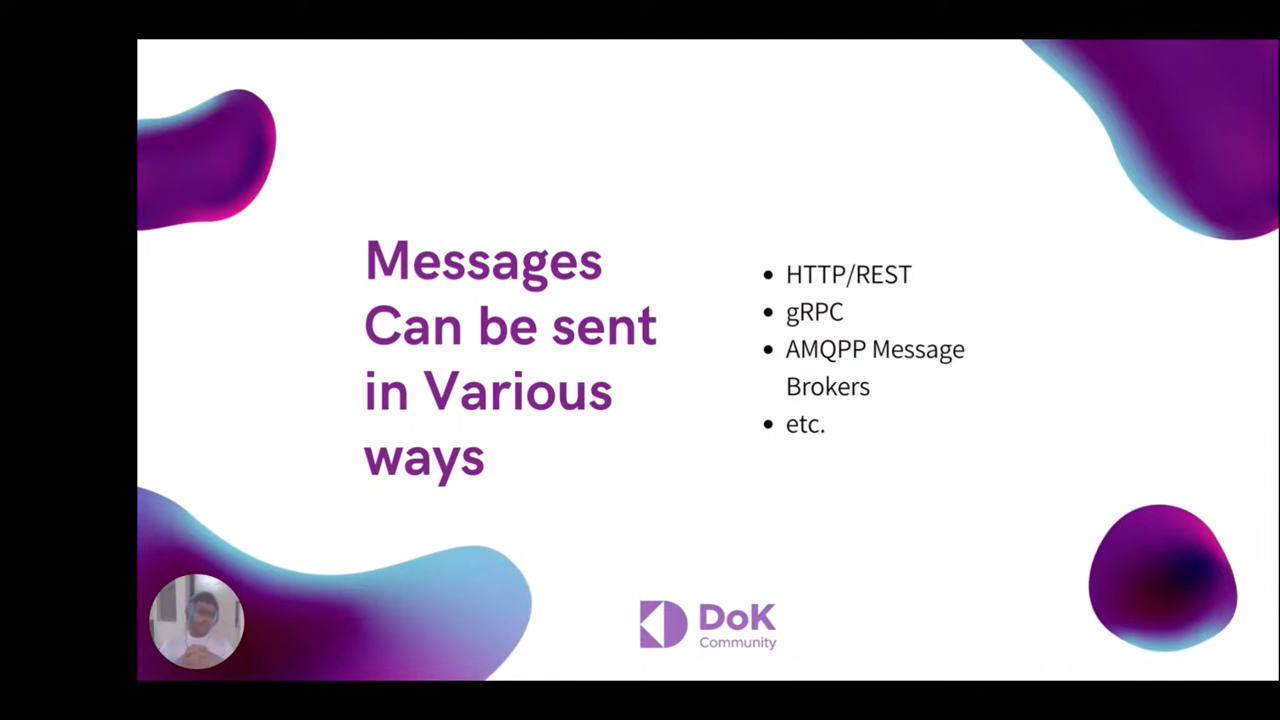 Messages
Can be sent
in Various
ways
• HTTP/REST
• gRPC
• AMQPP Message
Brokers
• etc.
DoK
Community